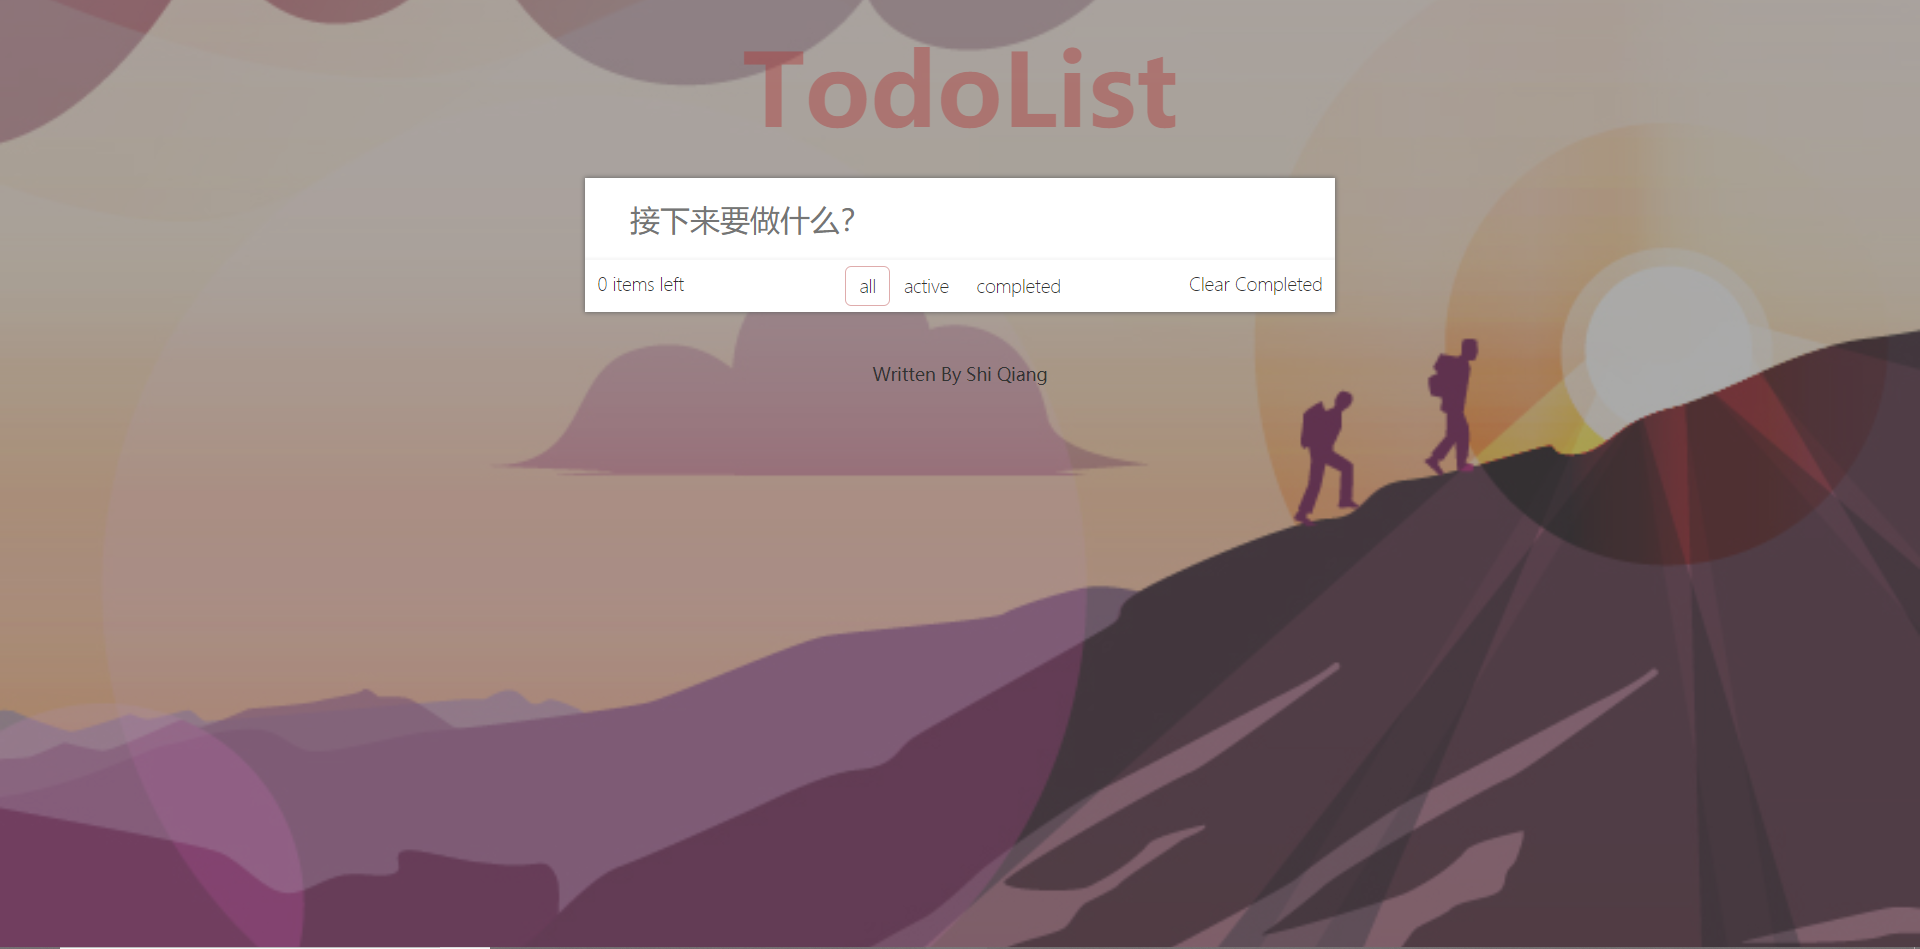 TodoList
接下来要做什么？
0 items left all active completed Clear Completed
Written By Shi Qiang